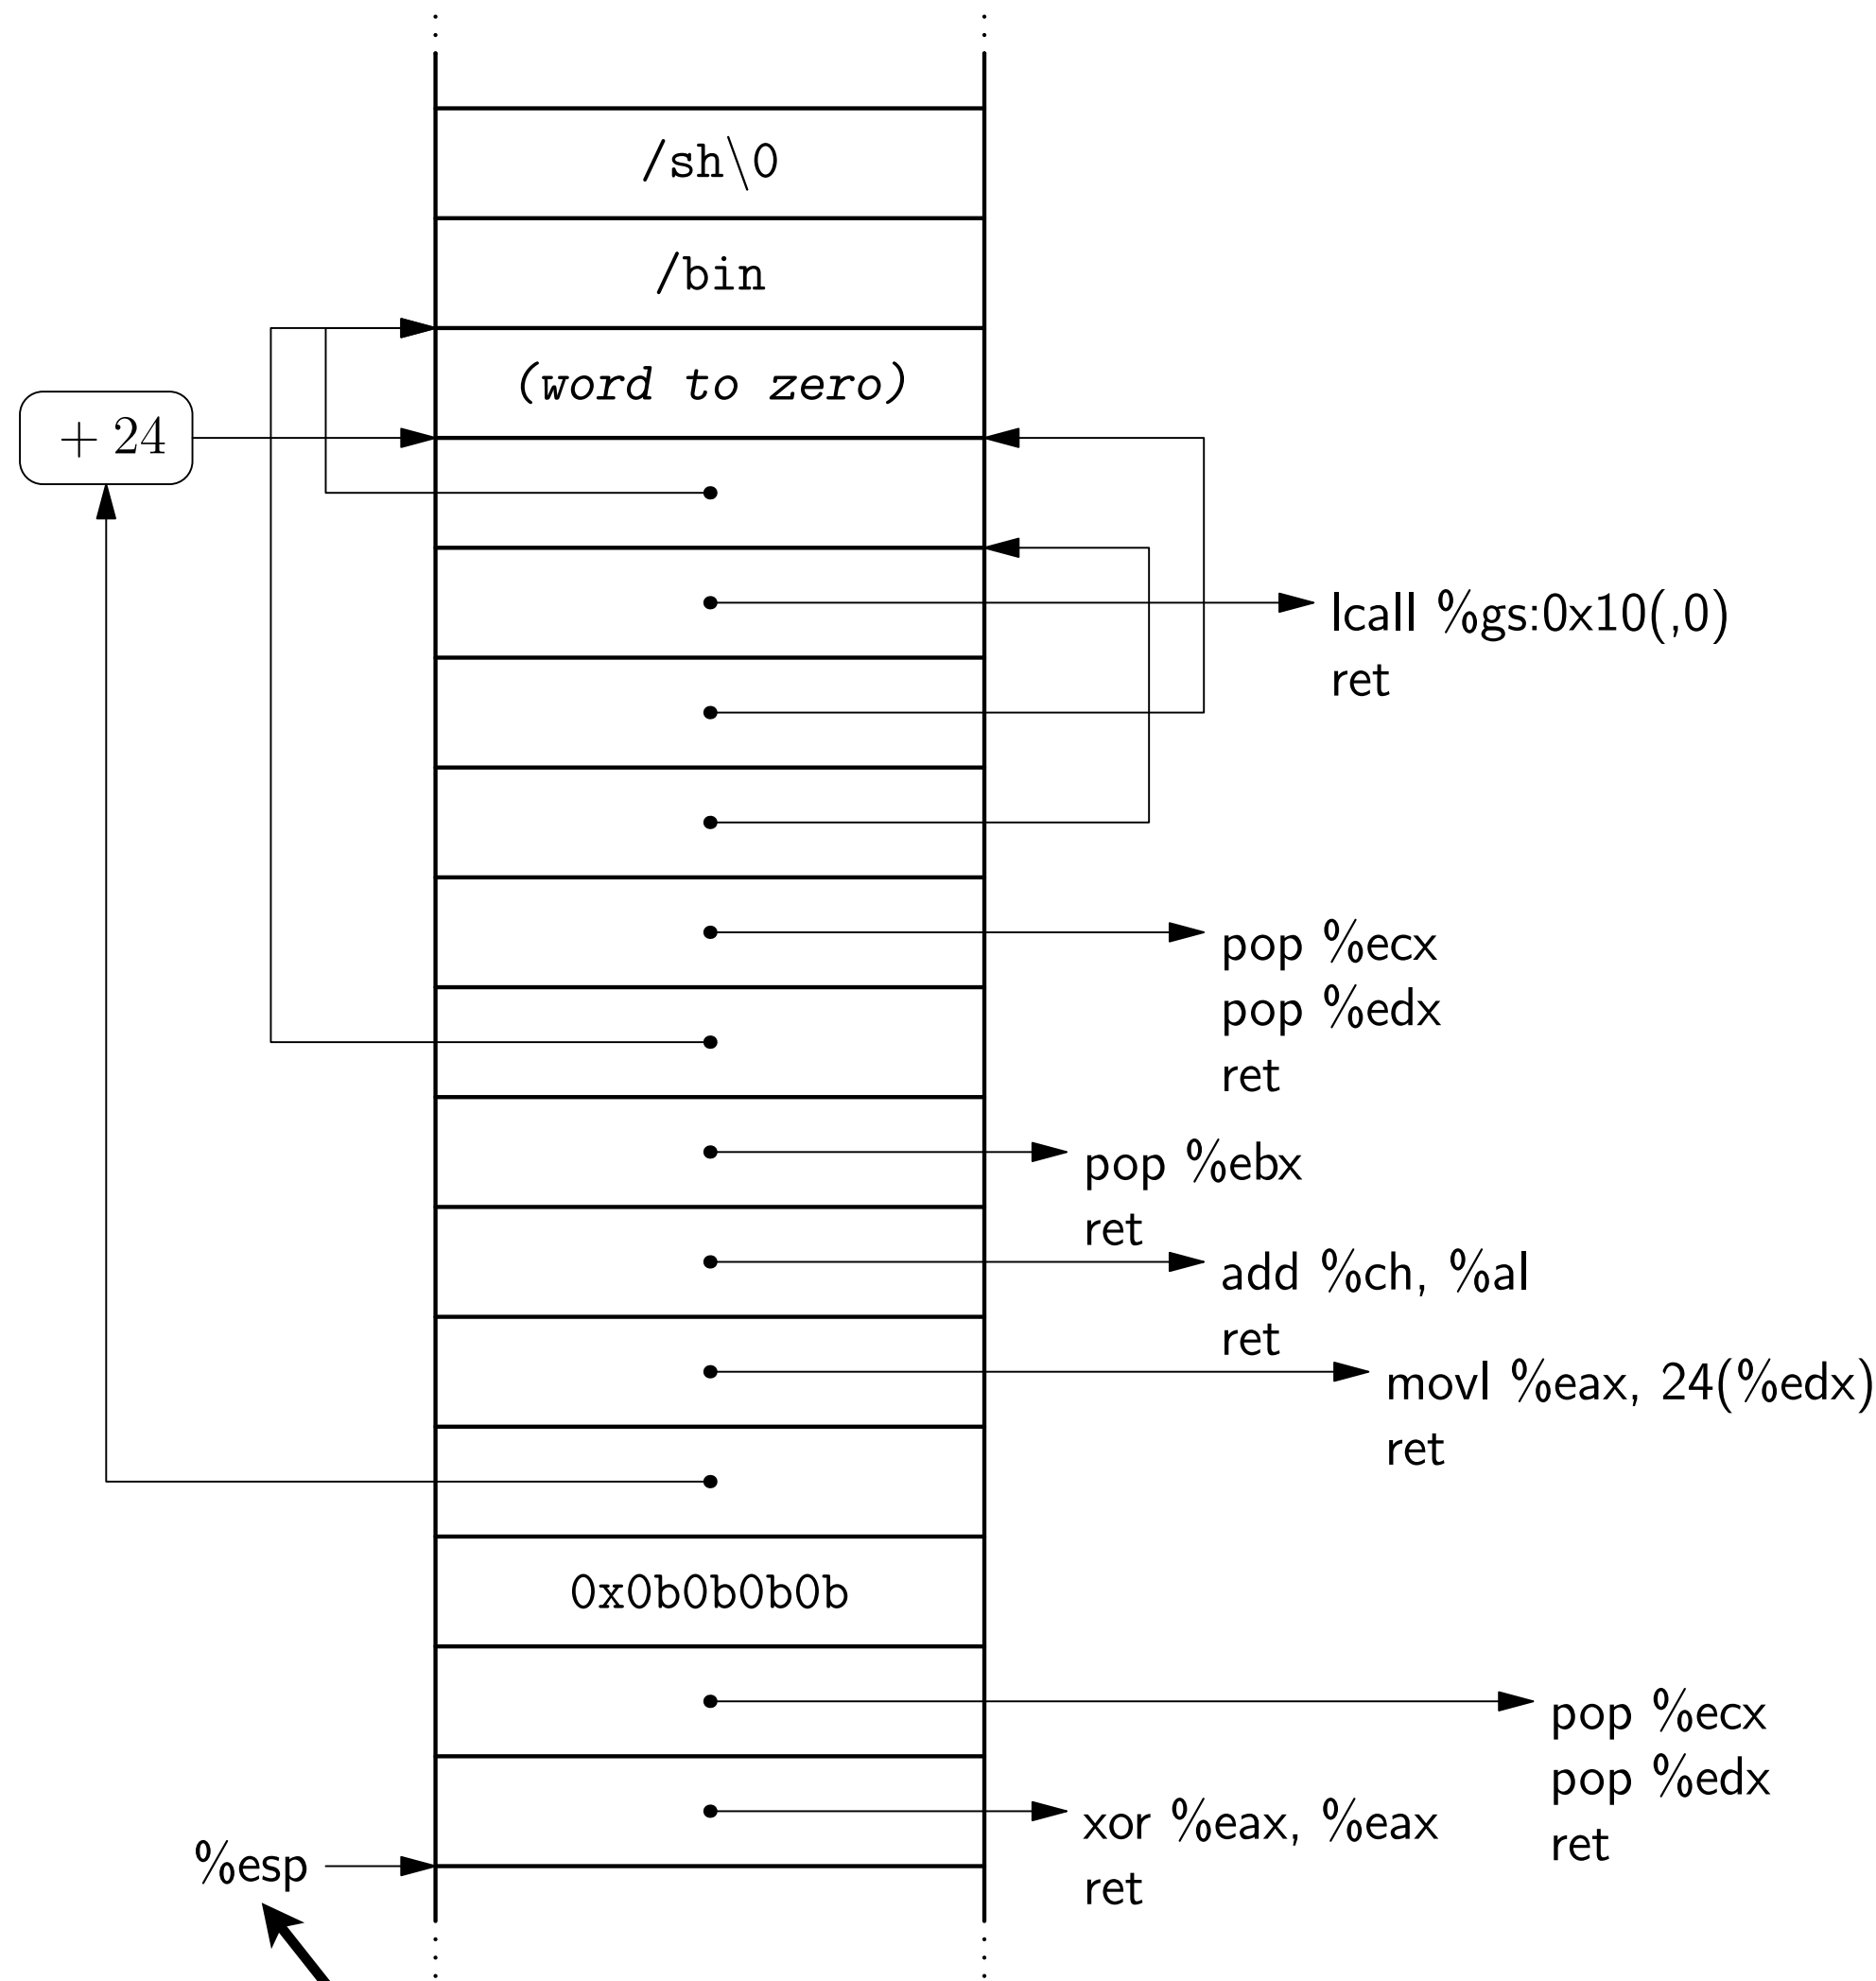 /sh\0
/bin
(word to zero)
+ 24
lcall %gs:0x10(,0)
ret
pop %ecx
pop %edx
ret
pop %ebx
ret
add %ch, %al
ret
movl %eax, 24(%edx)
ret
0x0b0b0b0b
pop %ecx
pop %edx
ret
xor %eax, %eax
ret
%esp